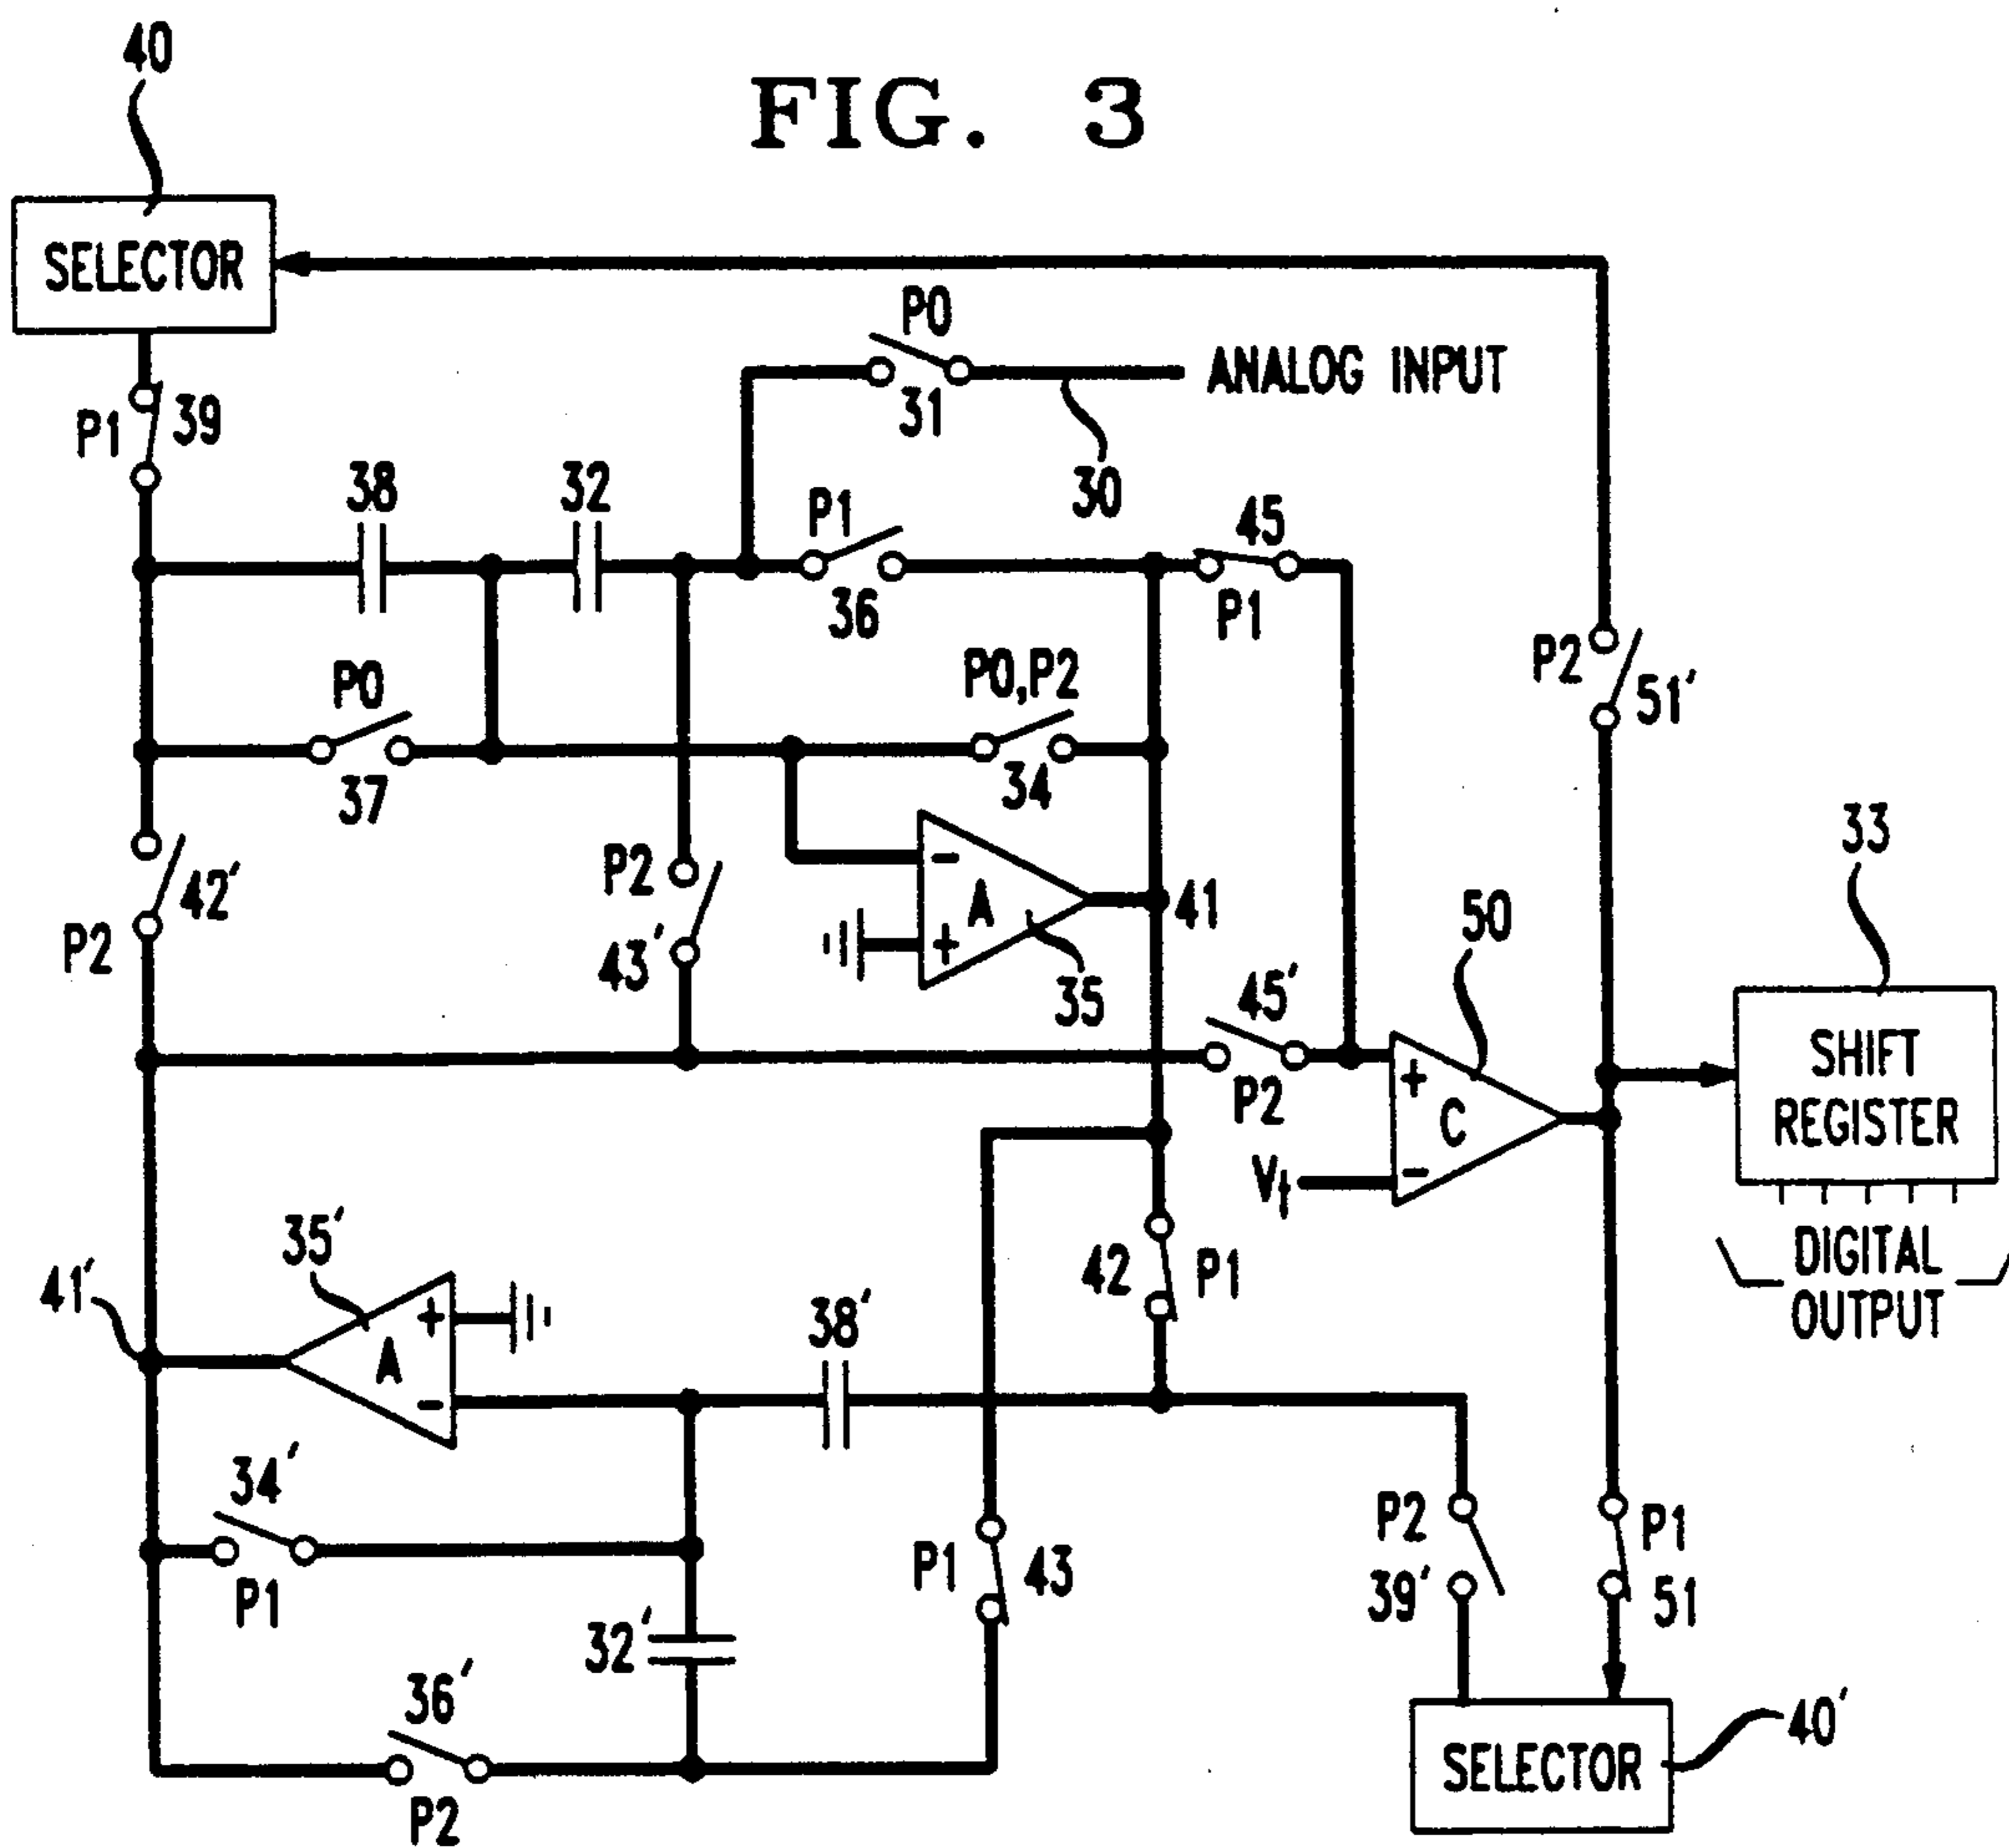 FIG. 3
40
SELECTOR
P0
31
ANALOG INPUT
30
P1
39
38
32
P1
36
45
P1
P2
51'
P0
37
P0,P2
34
42'
P2
P2
43'
A
-
+
35
41
45'
P2
50
+
C
-
V†
33
SHIFT
REGISTER
DIGITAL
OUTPUT
35'
41'
A
+
-
38'
42
P1
34'
P1
32'
P1
43
P2
39'
P1
51
36'
P2
SELECTOR
40'